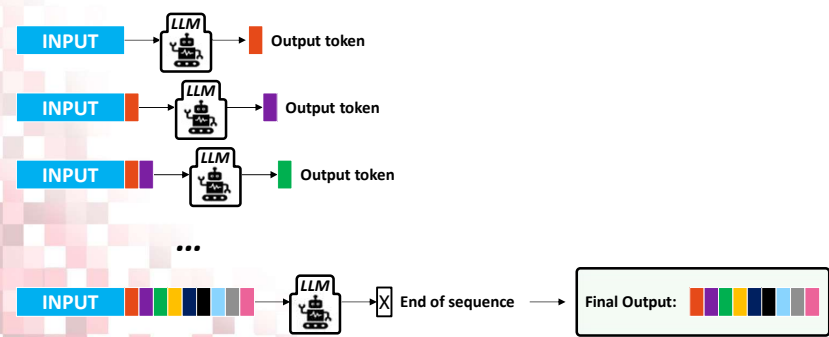 INPUT LLM Output token
INPUT LLM Output token
INPUT LLM Output token
...
INPUT LLM X End of sequence Final Output: